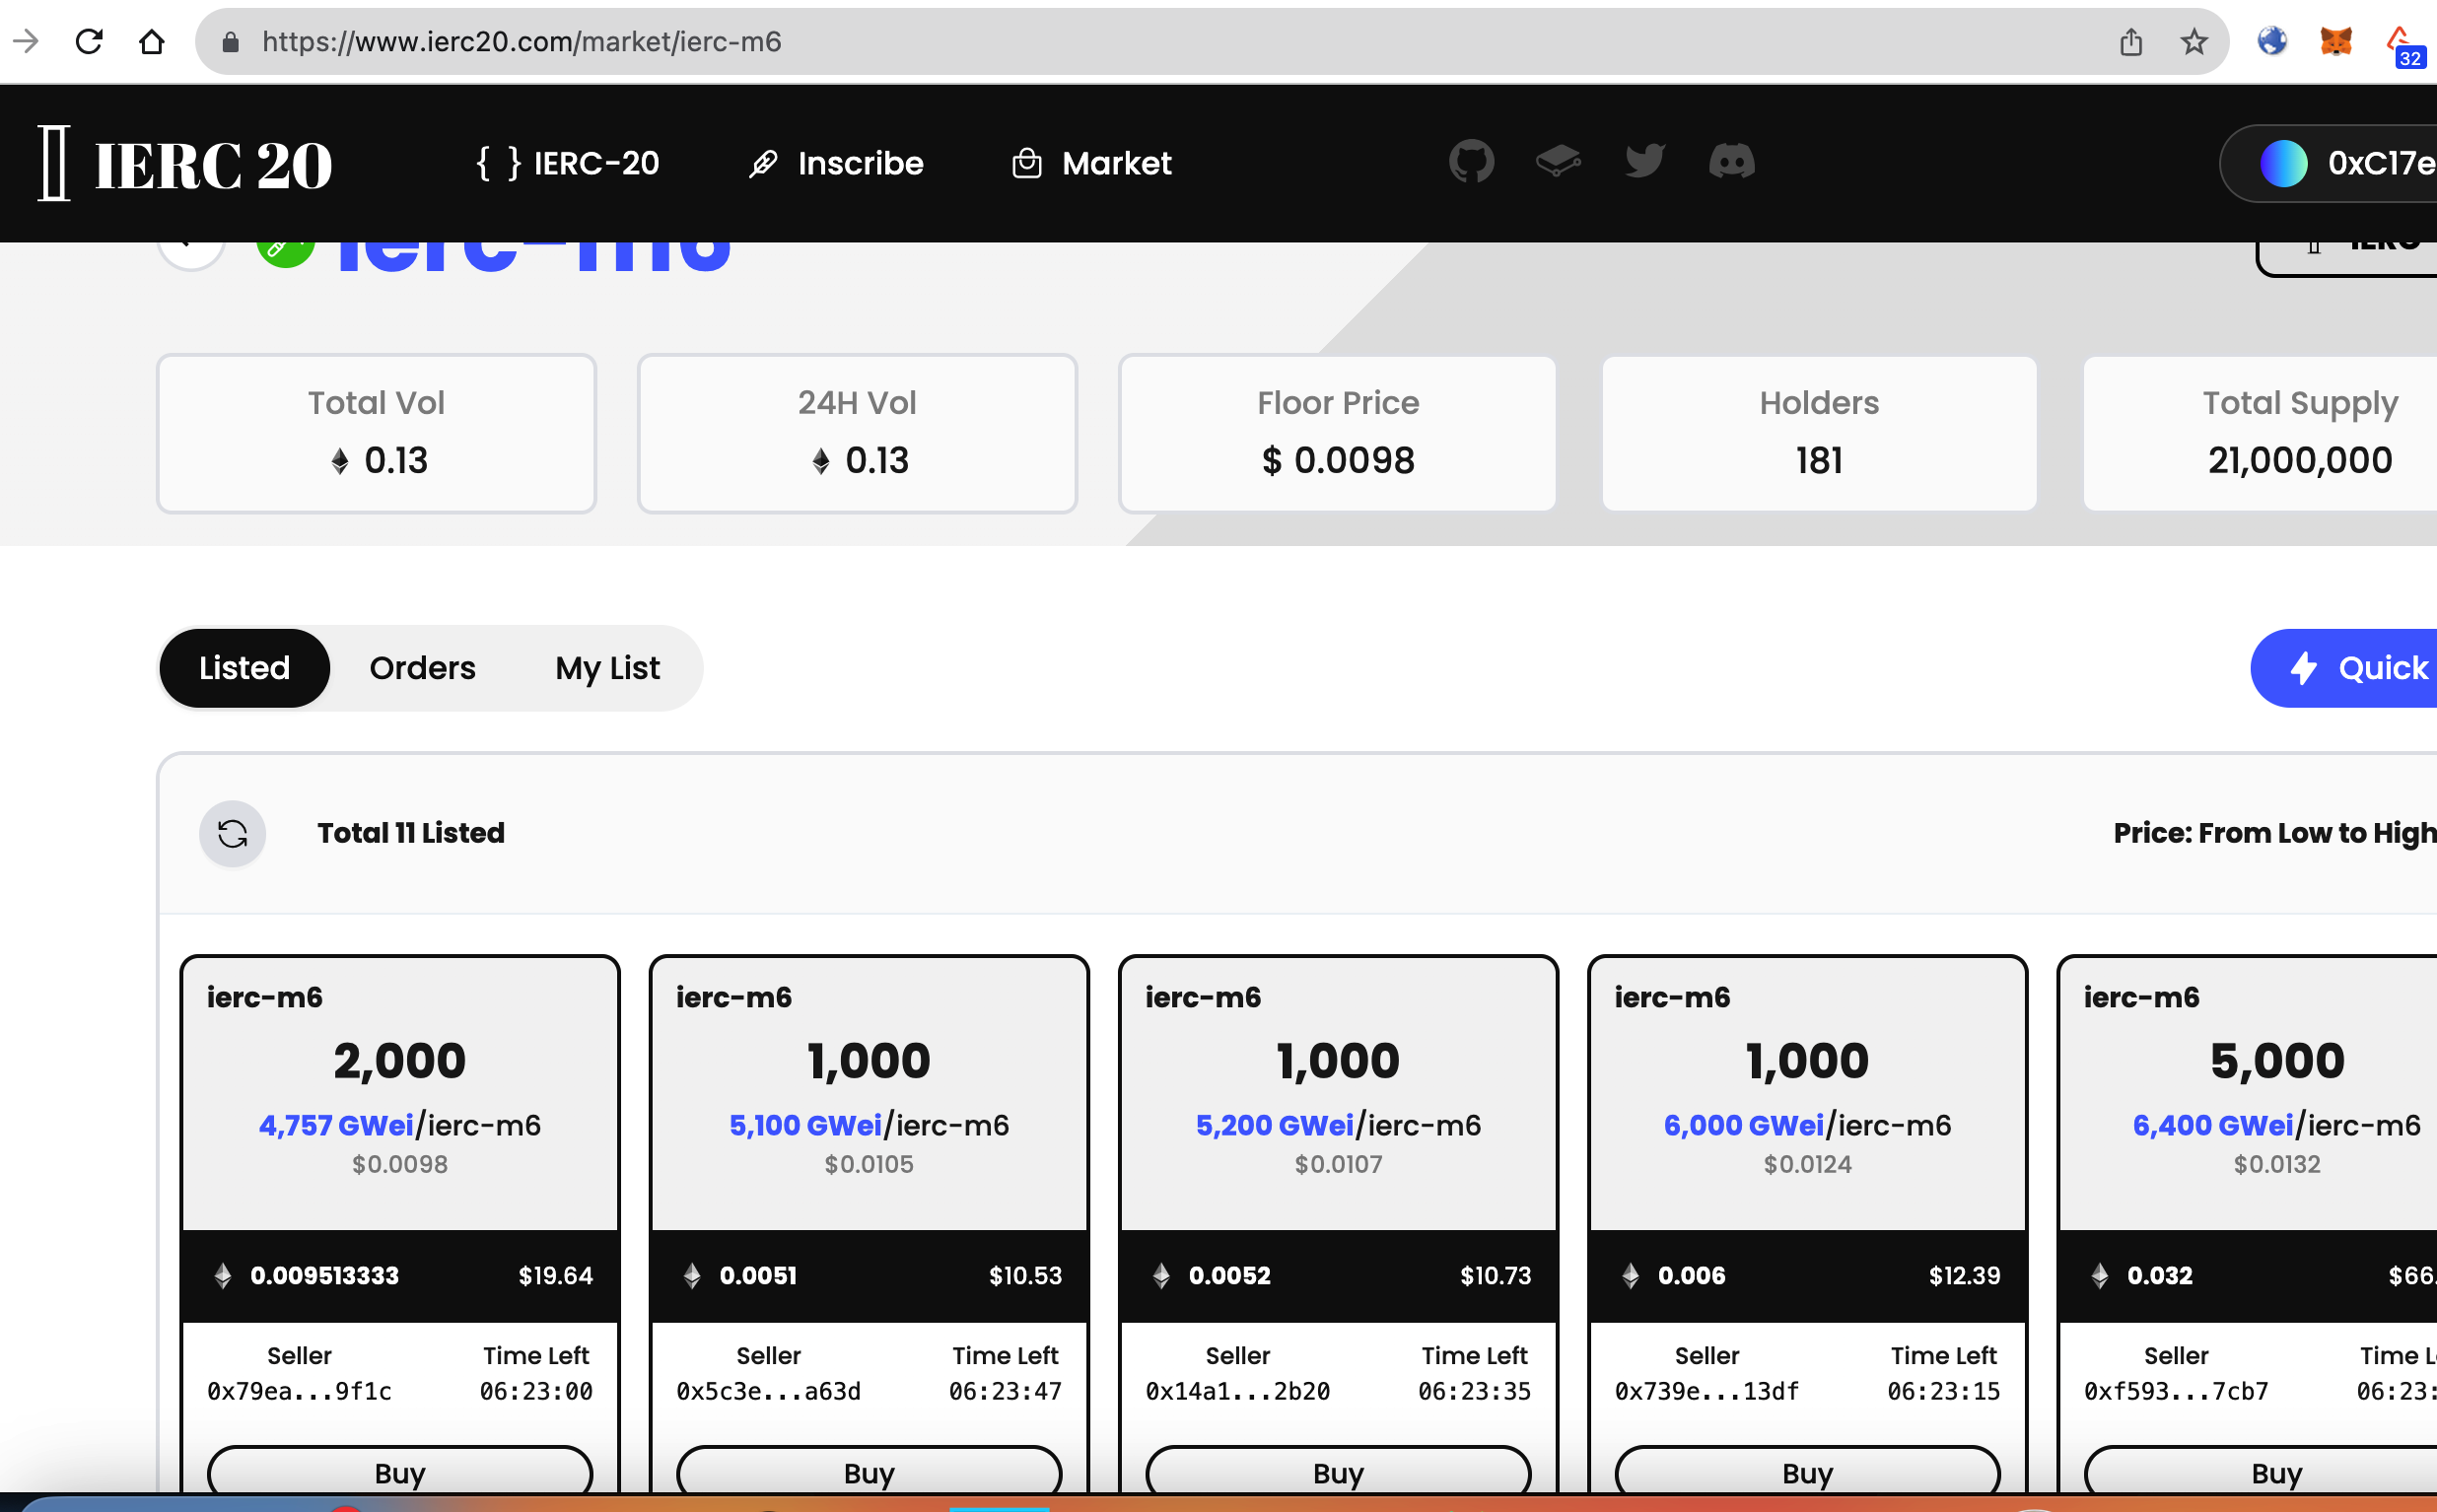 https://www.ierc20.com/market/ierc-m6
32
IERC 20
{ } IERC-20
Inscribe
Market
0xC17e
ierc-m6
Total Vol
0.13
24H Vol
0.13
Floor Price
$ 0.0098
Holders
181
Total Supply
21,000,000
Listed
Orders
My List
Quick
Total 11 Listed
Price: From Low to High
ierc-m6
2,000
4,757 GWei/ierc-m6
$0.0098
0.009513333
$19.64
Seller
Time Left
0x79ea...9f1c
06:23:00
Buy
ierc-m6
1,000
5,100 GWei/ierc-m6
$0.0105
0.0051
$10.53
Seller
Time Left
0x5c3e...a63d
06:23:47
Buy
ierc-m6
1,000
5,200 GWei/ierc-m6
$0.0107
0.0052
$10.73
Seller
Time Left
0x14a1...2b20
06:23:35
Buy
ierc-m6
1,000
6,000 GWei/ierc-m6
$0.0124
0.006
$12.39
Seller
Time Left
0x739e...13df
06:23:15
Buy
ierc-m6
5,000
6,400 GWei/ierc-m6
$0.0132
0.032
$66.
Seller
Time L
0xf593...7cb7
06:23:
Buy